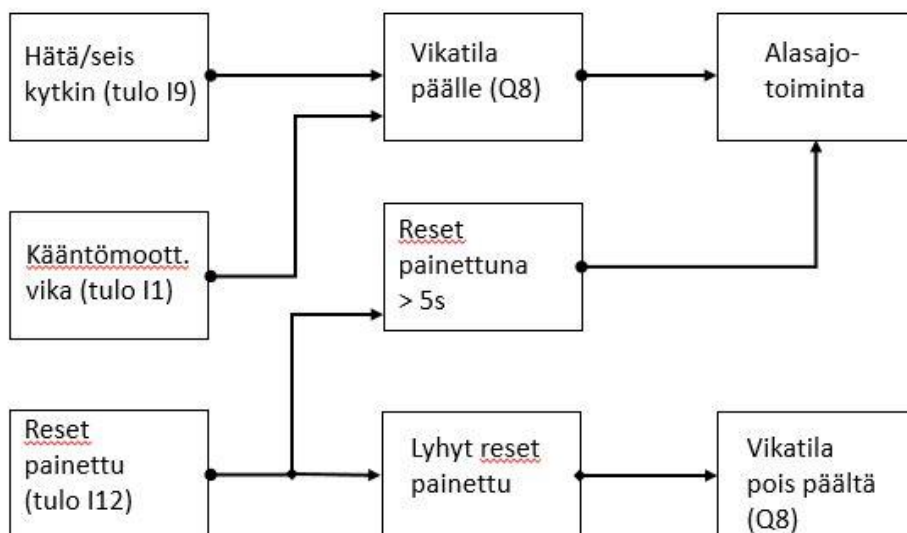 Hätä/seis
kytkin (tulo I9)
Vikatila
päälle (Q8)
Alasajo-
toiminta
Kääntömoott.
vika (tulo I1)
Reset
painettuna
> 5s
Reset
painettu
(tulo I12)
Lyhyt reset
painettu
Vikatila
pois päältä
(Q8)